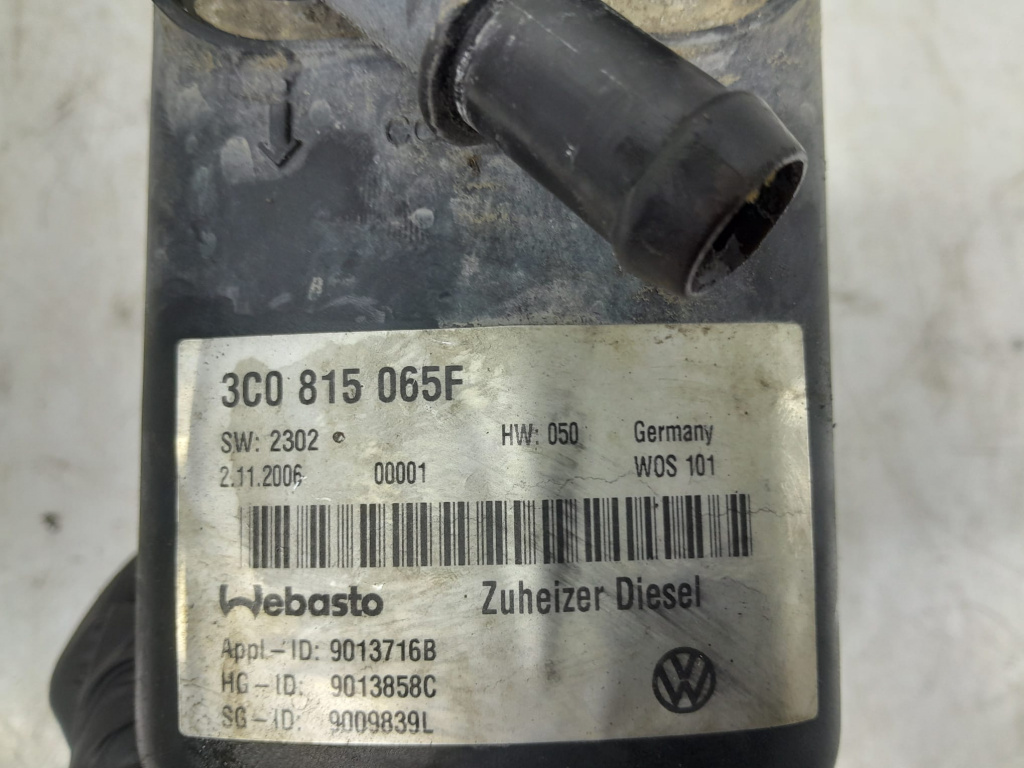 3C0 815 065F
SW: 2302 HW: 050 Germany
2.11.2006 00001 WOS 101
Webasto Zuheizer Diesel
Appl-ID: 9013716B
HG-ID: 9013858C
SG-ID: 9009839L
VW